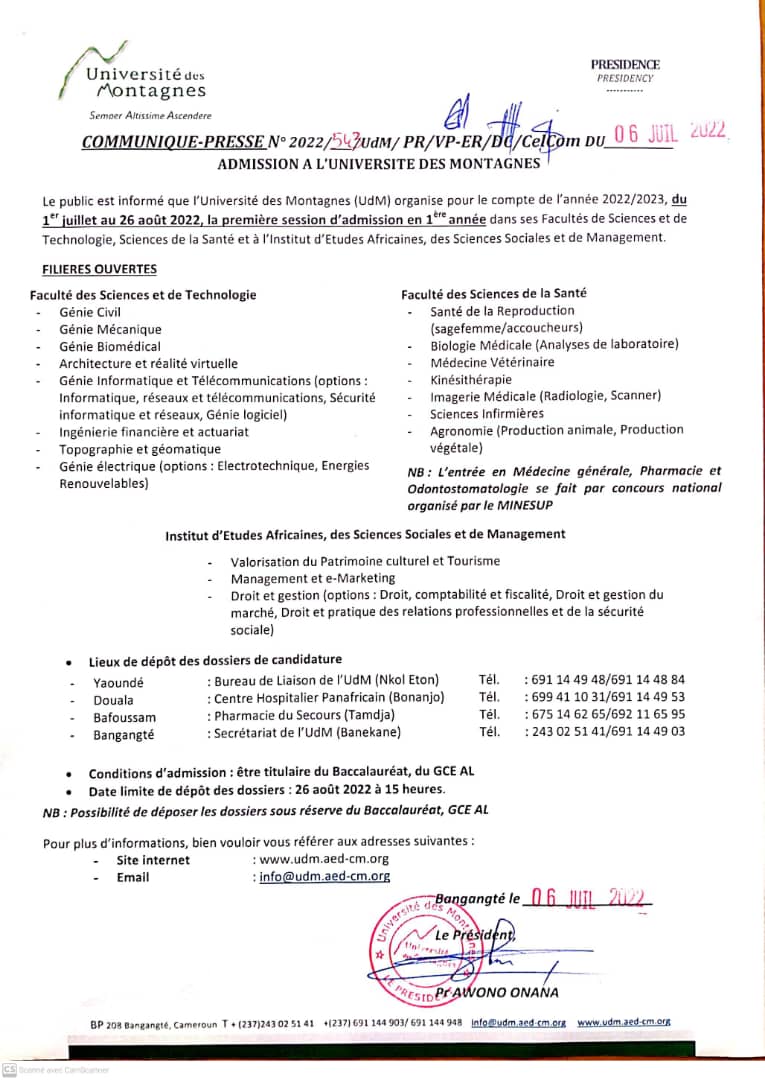 Université des
Montagnes
Semper Altissime Ascendere
PRESIDENCE
PRESIDENCY
-----------
COMMUNIQUE-PRESSE N° 2022/547/UdM/ PR/VP-ER/DC/CelCom DU 06 JUIL 2022
ADMISSION A L'UNIVERSITE DES MONTAGNES
Le public est informé que l'Université des Montagnes (UdM) organise pour le compte de l'année 2022/2023, du
1er juillet au 26 août 2022, la première session d'admission en 1ère année dans ses Facultés de Sciences et de
Technologie, Sciences de la Santé et à l'Institut d'Etudes Africaines, des Sciences Sociales et de Management.
FILIERES OUVERTES
Faculté des Sciences et de Technologie
- Génie Civil
- Génie Mécanique
- Génie Biomédical
- Architecture et réalité virtuelle
- Génie Informatique et Télécommunications (options :
Informatique, réseaux et télécommunications, Sécurité
informatique et réseaux, Génie logiciel)
- Ingénierie financière et actuariat
- Topographie et géomatique
- Génie électrique (options : Electrotechnique, Energies
Renouvelables)
Faculté des Sciences de la Santé
- Santé de la Reproduction
(sagefemme/accoucheurs)
- Biologie Médicale (Analyses de laboratoire)
- Médecine Vétérinaire
- Kinésithérapie
- Imagerie Médicale (Radiologie, Scanner)
- Sciences Infirmières
- Agronomie (Production animale, Production
végétale)
NB : L'entrée en Médecine générale, Pharmacie et
Odontostomatologie se fait par concours national
organisé par le MINESUP
Institut d'Etudes Africaines, des Sciences Sociales et de Management
- Valorisation du Patrimoine culturel et Tourisme
- Management et e-Marketing
- Droit et gestion (options : Droit, comptabilité et fiscalité, Droit et gestion du
marché, Droit et pratique des relations professionnelles et de la sécurité
sociale)
• Lieux de dépôt des dossiers de candidature
- Yaoundé : Bureau de Liaison de l'UdM (Nkol Eton) Tél. : 691 14 49 48/691 14 48 84
- Douala : Centre Hospitalier Panafricain (Bonanjo) Tél. : 699 41 10 31/691 14 49 53
- Bafoussam : Pharmacie du Secours (Tamdja) Tél. : 675 14 62 65/692 11 65 95
- Bangangté : Secrétariat de l'UdM (Banekane) Tél. : 243 02 51 41/691 14 49 03
• Conditions d'admission : être titulaire du Baccalauréat, du GCE AL
• Date limite de dépôt des dossiers : 26 août 2022 à 15 heures.
NB : Possibilité de déposer les dossiers sous réserve du Baccalauréat, GCE AL
Pour plus d'informations, bien vouloir vous référer aux adresses suivantes :
- Site internet : www.udm.aed-cm.org
- Email : info@udm.aed-cm.org
Bangangté le 06 JUIL 2022
Le Président,
Université des Montagnes
LE PRESIDENT
Pr AWONO ONANA
BP 208 Bangangté, Cameroun T + (237)243 02 51 41 +(237) 691 144 903/ 691 144 948 info@udm.aed-cm.org www.udm.aed-cm.org
CS Scanné avec CamScanner